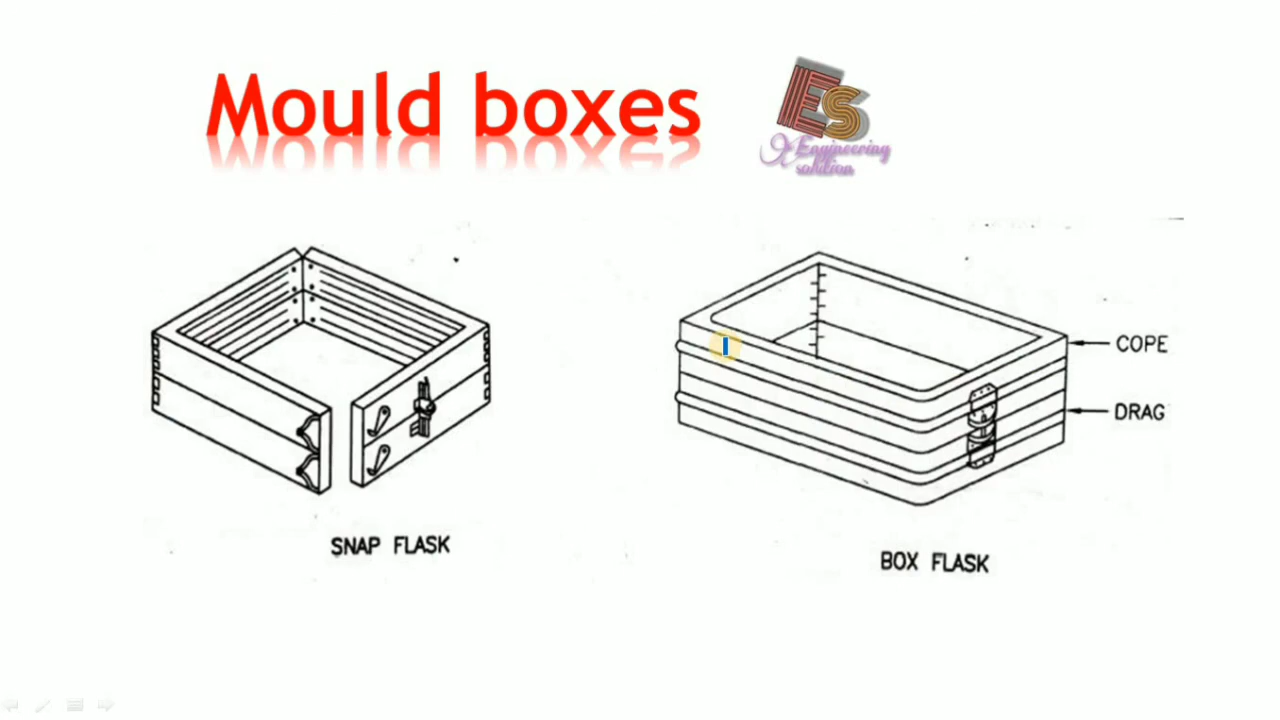 Mould boxes
ES
Engineering
solution
COPE
DRAG
SNAP FLASK
BOX FLASK